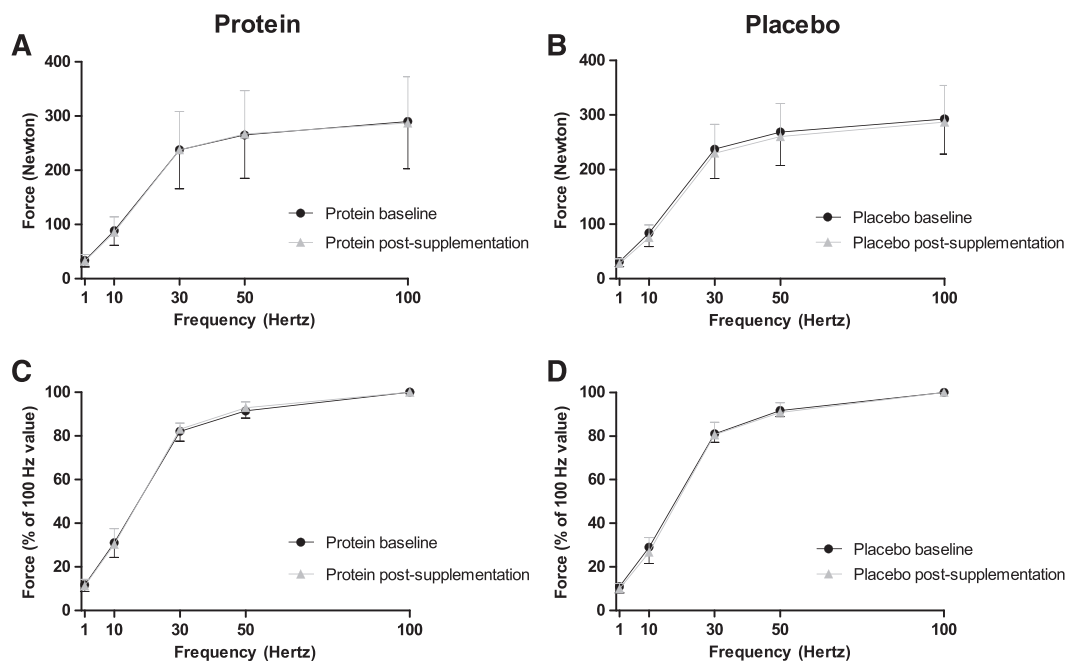 Protein
Placebo
A
400
300
200
100
0
Force (Newton)
Protein baseline
Protein post-supplementation
1 10 30 50 100
Frequency (Hertz)
B
400
300
200
100
0
Force (Newton)
Placebo baseline
Placebo post-supplementation
1 10 30 50 100
Frequency (Hertz)
C
100
80
60
40
20
0
Force (% of 100 Hz value)
Protein baseline
Protein post-supplementation
1 10 30 50 100
Frequency (Hertz)
D
100
80
60
40
20
0
Force (% of 100 Hz value)
Placebo baseline
Placebo post-supplementation
1 10 30 50 100
Frequency (Hertz)